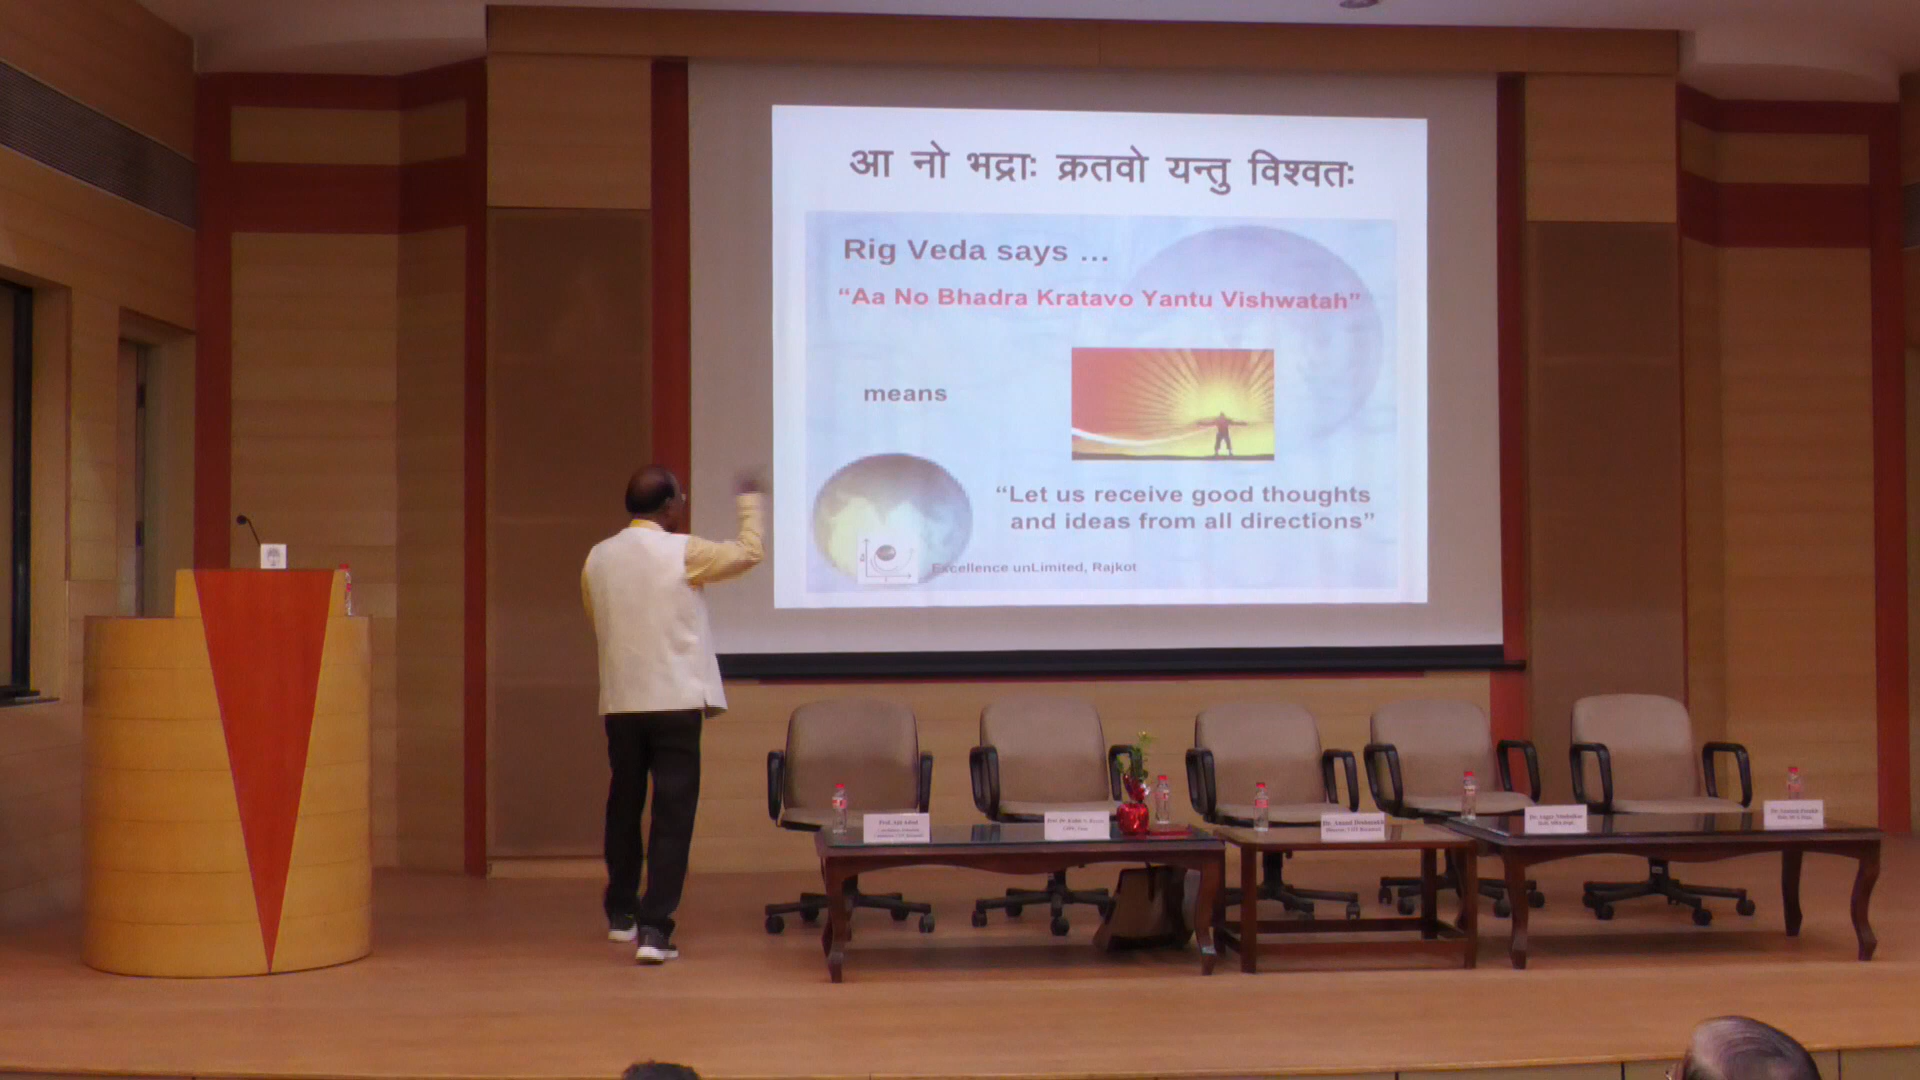 आ नो भद्राः क्रतवो यन्तु विश्वतः
Rig Veda says ...
“Aa No Bhadra Kratavo Yantu Vishwatah”
means
“Let us receive good thoughts
and ideas from all directions”
Excellence unLimited, Rajkot